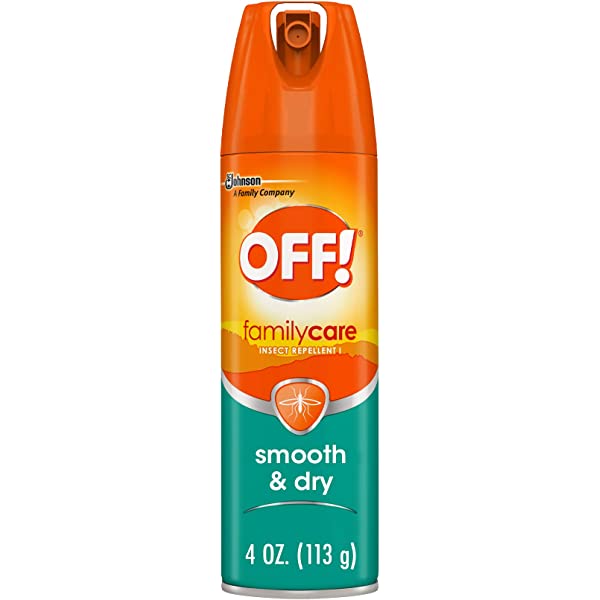 SC Johnson
A Family Company
OFF!®
familycare
INSECT REPELLENT I
smooth
& dry
4 OZ. (113 g)